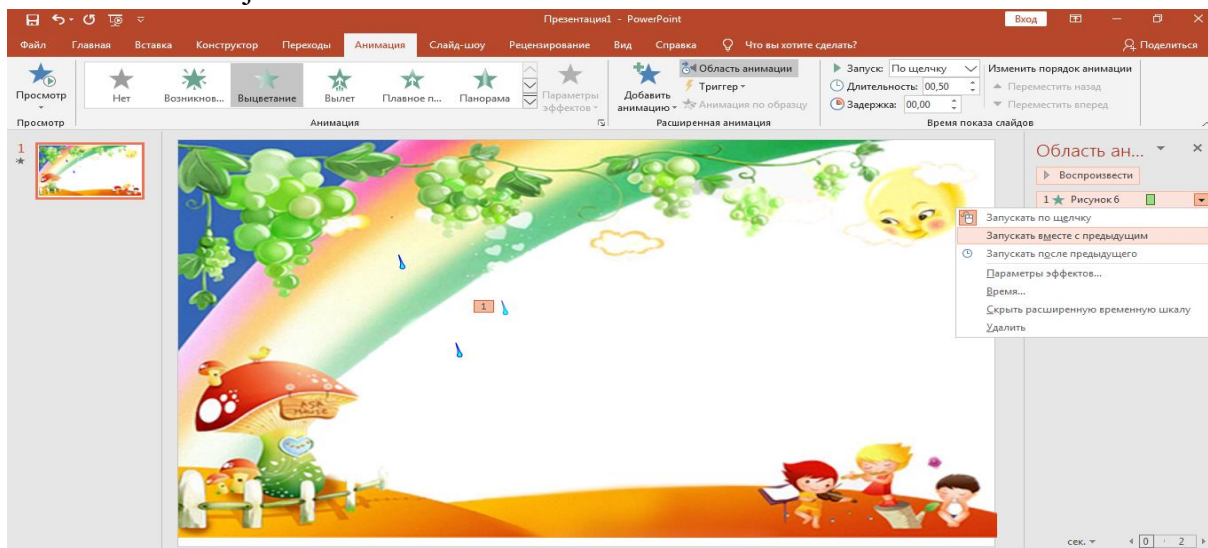 Презентация1 - PowerPoint
Вход
Файл Главная Вставка Конструктор Переходы Анимация Слайд-шоу Рецензирование Вид Справка Что вы хотите сделать? Поделиться
Просмотр
Нет Возникнов... Выцветание Вылет Плавное п... Панорама
Параметры эффектов
Добавить анимацию
Область анимации
Триггер
Анимация по образцу
Запуск: По щелчку
Длительность: 00,50
Задержка: 00,00
Изменить порядок анимации
Переместить назад
Переместить вперед
Просмотр Анимация Расширенная анимация Время показа слайдов
1
Область ан...
Воспроизвести
1 Рисунок 6
Запускать по щелчку
Запускать вместе с предыдущим
Запускать после предыдущего
Параметры эффектов...
Время...
Скрыть расширенную временную шкалу
Удалить
1
сек. 0 2